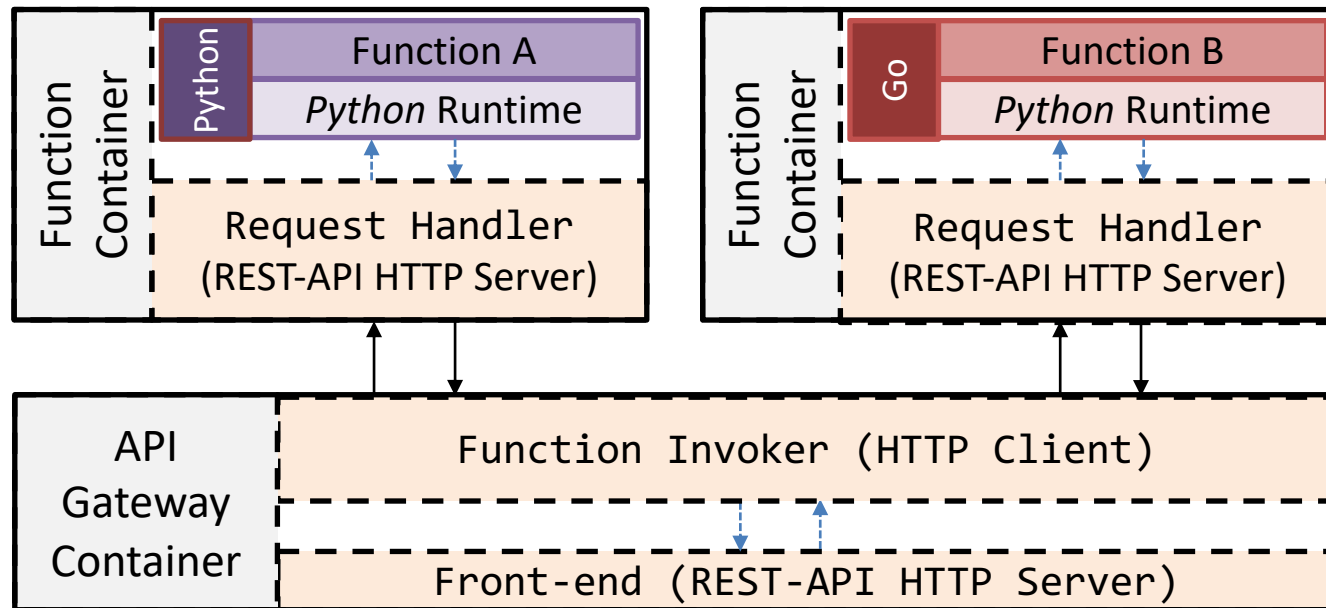 Function
Container
Python
Function A
Python Runtime
Request Handler
(REST-API HTTP Server)
Function
Container
Go
Function B
Python Runtime
Request Handler
(REST-API HTTP Server)
API
Gateway
Container
Function Invoker (HTTP Client)
Front-end (REST-API HTTP Server)